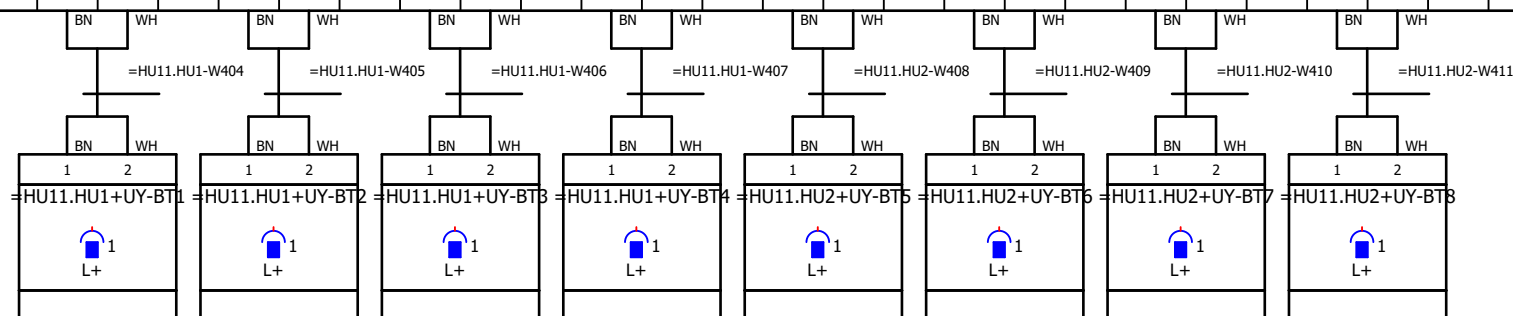 BN WH BN WH BN WH BN WH BN WH BN WH BN WH BN WH
=HU11.HU1-W404 =HU11.HU1-W405 =HU11.HU1-W406 =HU11.HU1-W407 =HU11.HU2-W408 =HU11.HU2-W409 =HU11.HU2-W410 =HU11.HU2-W411
BN WH BN WH BN WH BN WH BN WH BN WH BN WH BN WH
1 2 1 2 1 2 1 2 1 2 1 2 1 2 1 2
=HU11.HU1+UY-BT1 =HU11.HU1+UY-BT2 =HU11.HU1+UY-BT3 =HU11.HU1+UY-BT4 =HU11.HU2+UY-BT5 =HU11.HU2+UY-BT6 =HU11.HU2+UY-BT7 =HU11.HU2+UY-BT8
1 1 1 1 1 1 1 1
L+ L+ L+ L+ L+ L+ L+ L+